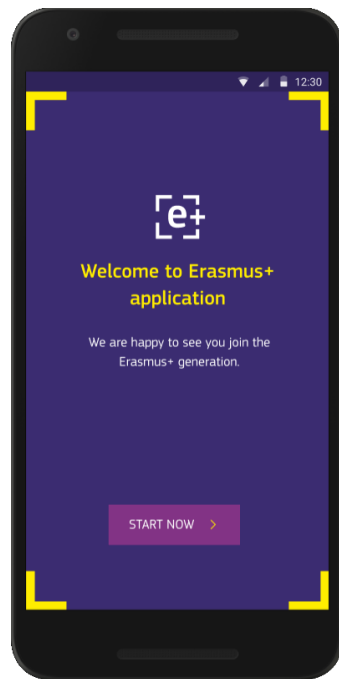 12:30
e+
Welcome to Erasmus+
application
We are happy to see you join the
Erasmus+ generation.
START NOW